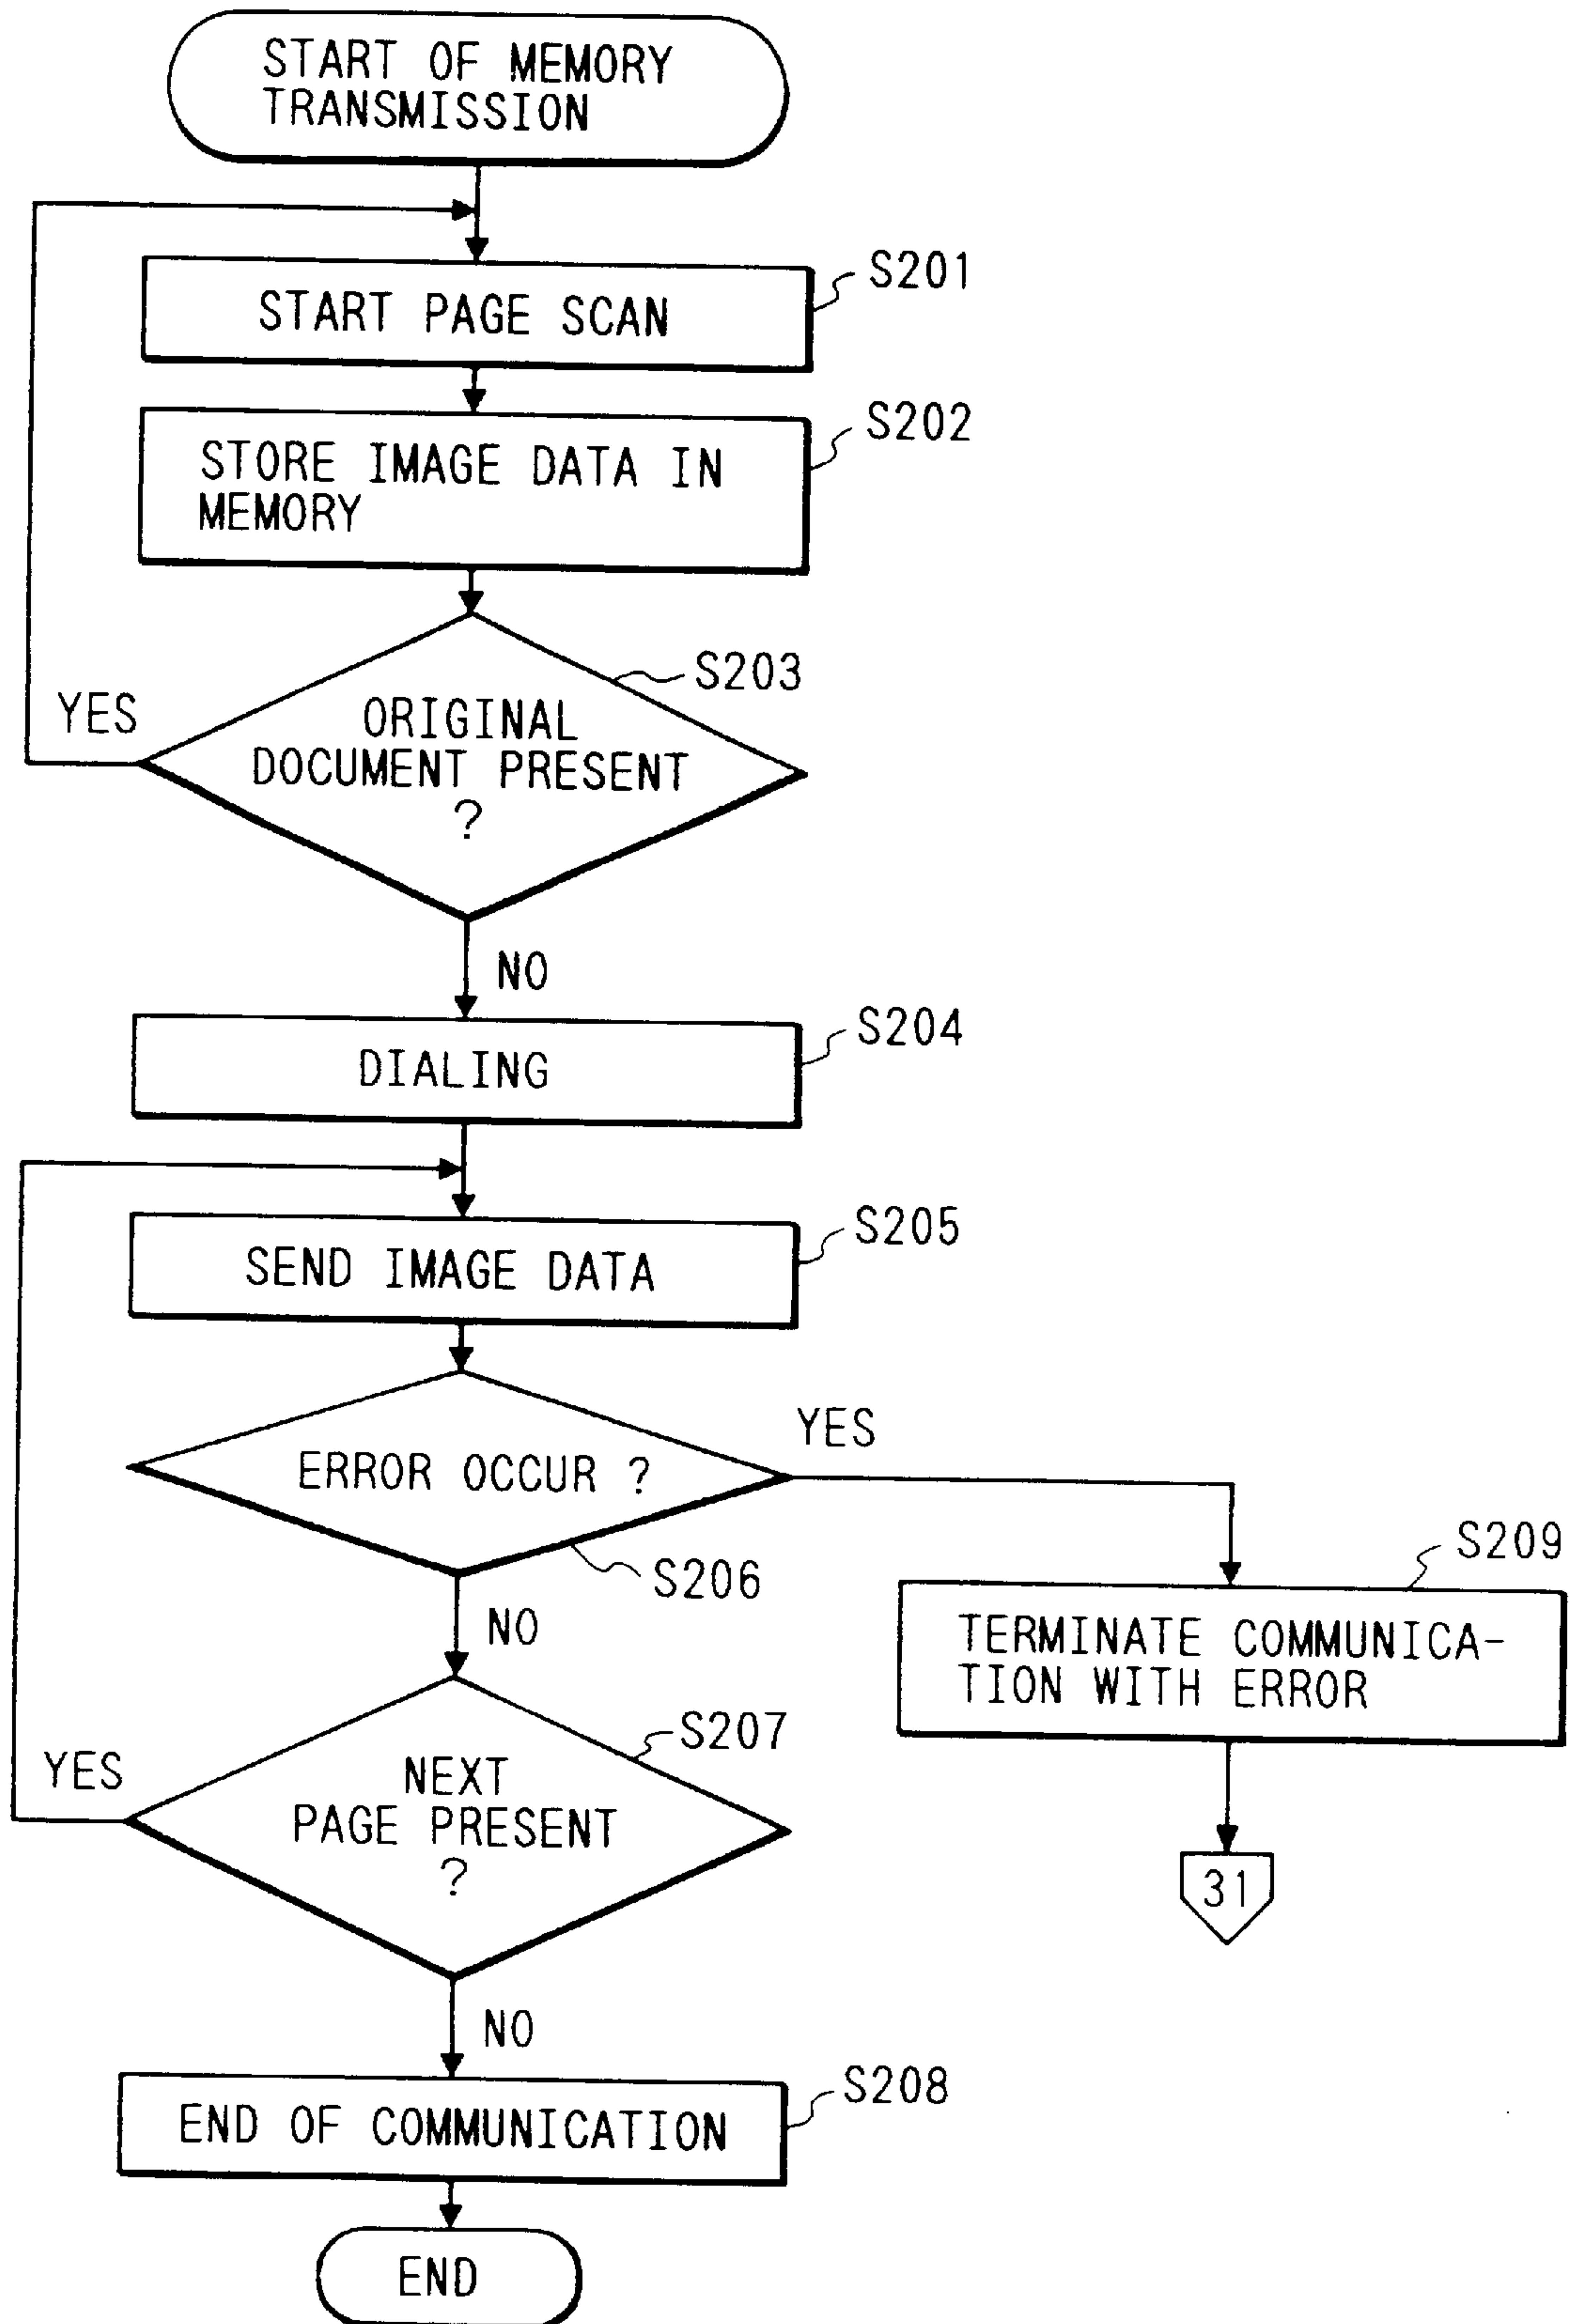 START OF MEMORY
TRANSMISSION
S201
START PAGE SCAN
S202
STORE IMAGE DATA IN
MEMORY
S203
YES
ORIGINAL
DOCUMENT PRESENT
?
NO
S204
DIALING
S205
SEND IMAGE DATA
YES
ERROR OCCUR ?
S206
S209
NO
TERMINATE COMMUNICA-
TION WITH ERROR
S207
YES
NEXT
PAGE PRESENT
?
31
NO
S208
END OF COMMUNICATION
END